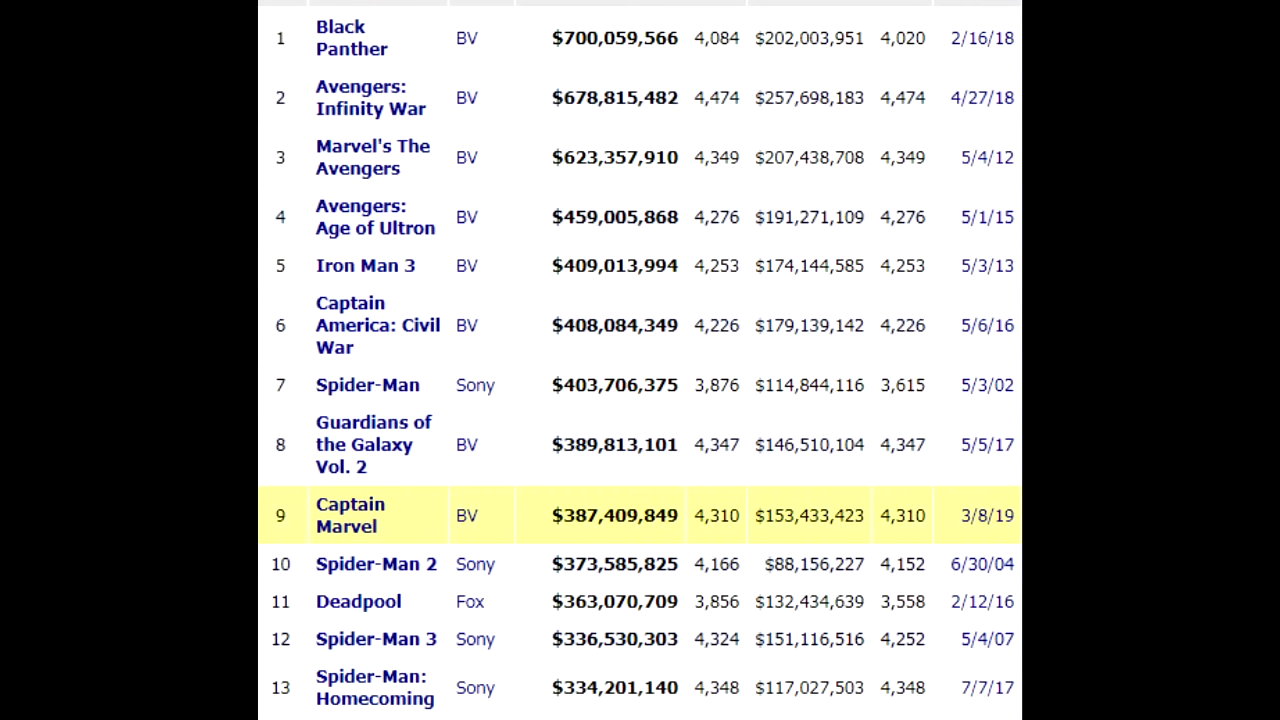 1 Black Panther BV $700,059,566 4,084 $202,003,951 4,020 2/16/18
2 Avengers: Infinity War BV $678,815,482 4,474 $257,698,183 4,474 4/27/18
3 Marvel's The Avengers BV $623,357,910 4,349 $207,438,708 4,349 5/4/12
4 Avengers: Age of Ultron BV $459,005,868 4,276 $191,271,109 4,276 5/1/15
5 Iron Man 3 BV $409,013,994 4,253 $174,144,585 4,253 5/3/13
6 Captain America: Civil War BV $408,084,349 4,226 $179,139,142 4,226 5/6/16
7 Spider-Man Sony $403,706,375 3,876 $114,844,116 3,615 5/3/02
8 Guardians of the Galaxy Vol. 2 BV $389,813,101 4,347 $146,510,104 4,347 5/5/17
9 Captain Marvel BV $387,409,849 4,310 $153,433,423 4,310 3/8/19
10 Spider-Man 2 Sony $373,585,825 4,166 $88,156,227 4,152 6/30/04
11 Deadpool Fox $363,070,709 3,856 $132,434,639 3,558 2/12/16
12 Spider-Man 3 Sony $336,530,303 4,324 $151,116,516 4,252 5/4/07
13 Spider-Man: Homecoming Sony $334,201,140 4,348 $117,027,503 4,348 7/7/17